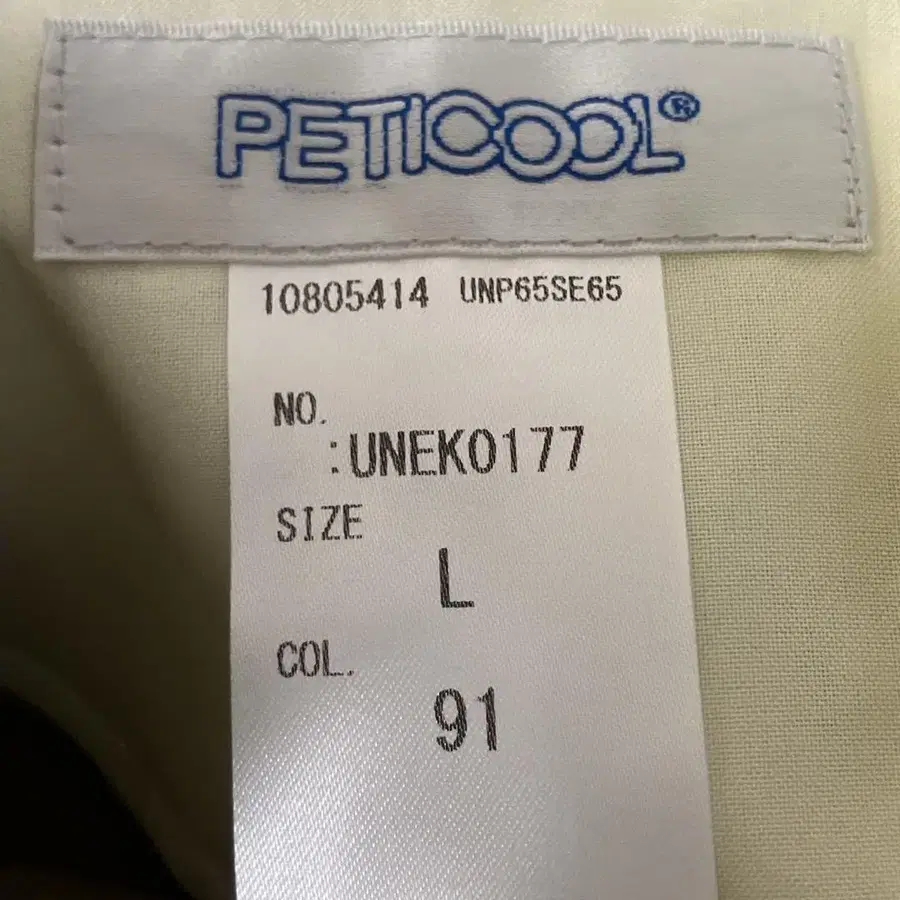 PETICOOL®
10805414 UNP65SE65
NO.
:UNEK0177
SIZE
L
COL.
91